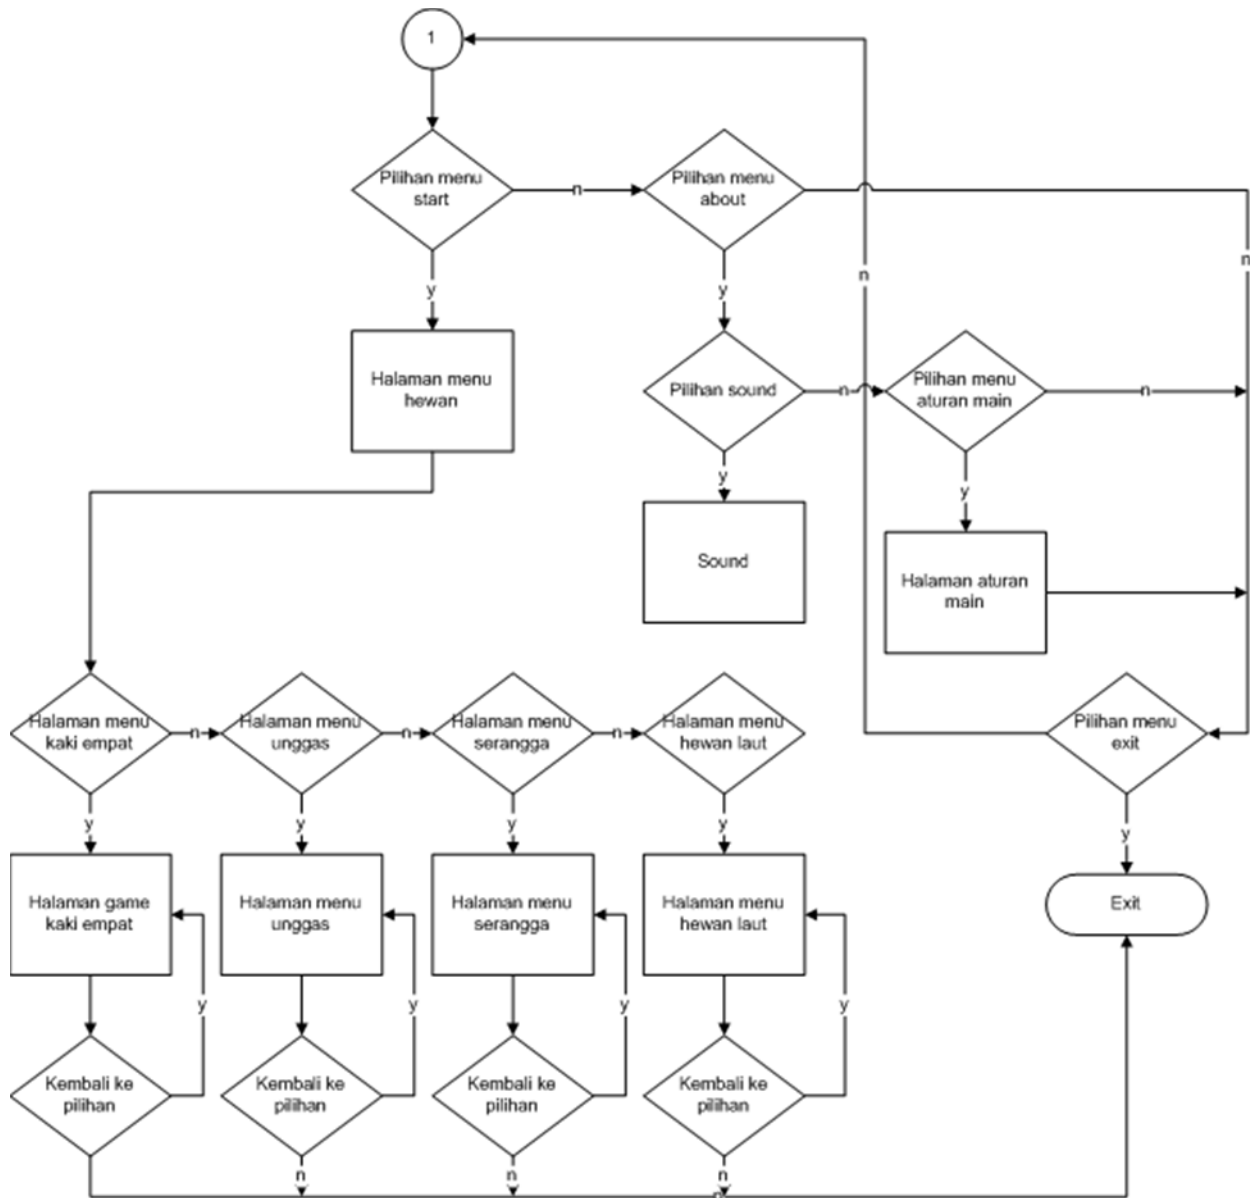 1
Pilihan menu
start
n
Pilihan menu
about
n
n
y
y
Halaman menu
hewan
Pilihan sound
n
Pilihan menu
aturan main
n
y
y
Sound
Halaman aturan
main
Halaman menu
kaki empat
n
Halaman menu
unggas
n
Halaman menu
serangga
n
Halaman menu
hewan laut
Pilihan menu
exit
y
y
y
y
y
Halaman game
kaki empat
Halaman menu
unggas
Halaman menu
serangga
Halaman menu
hewan laut
Exit
y
y
y
y
Kembali ke
pilihan
Kembali ke
pilihan
Kembali ke
pilihan
Kembali ke
pilihan
n
n
n
n